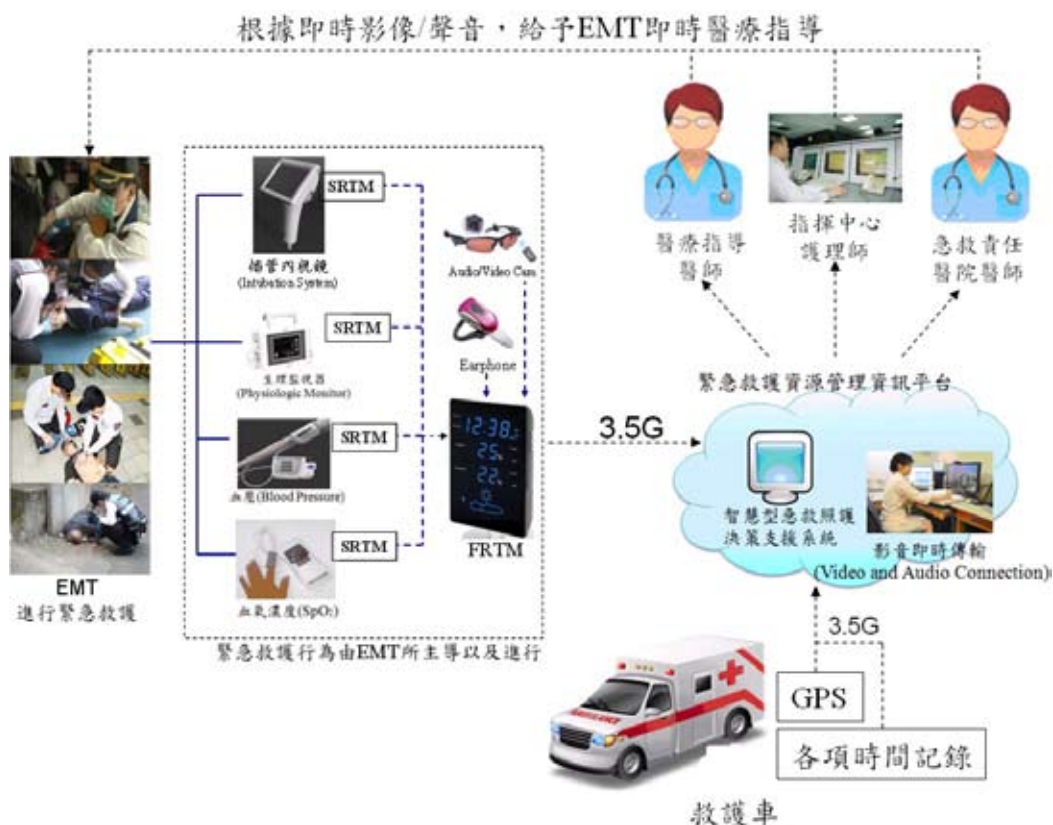 根據即時影像/聲音，給予EMT即時醫療指導
SRTM
插管內視鏡
(Intubation System)
Audio/Video Cam
SRTM
生理監視器
(Physiologic Monitor)
Earphone
SRTM
血壓(Blood Pressure)
12:38
25
22
FRTM
SRTM
血氧濃度(SpO₂)
EMT
進行緊急救護
緊急救護行為由EMT所主導以及進行
醫療指導
醫師
指揮中心
護理師
急救責任
醫院醫師
3.5G
緊急救護資源管理資訊平台
智慧型急救照護
決策支援系統
影音即時傳輸
(Video and Audio Connection)
3.5G
GPS
各項時間記錄
AMBULANCE
救護車